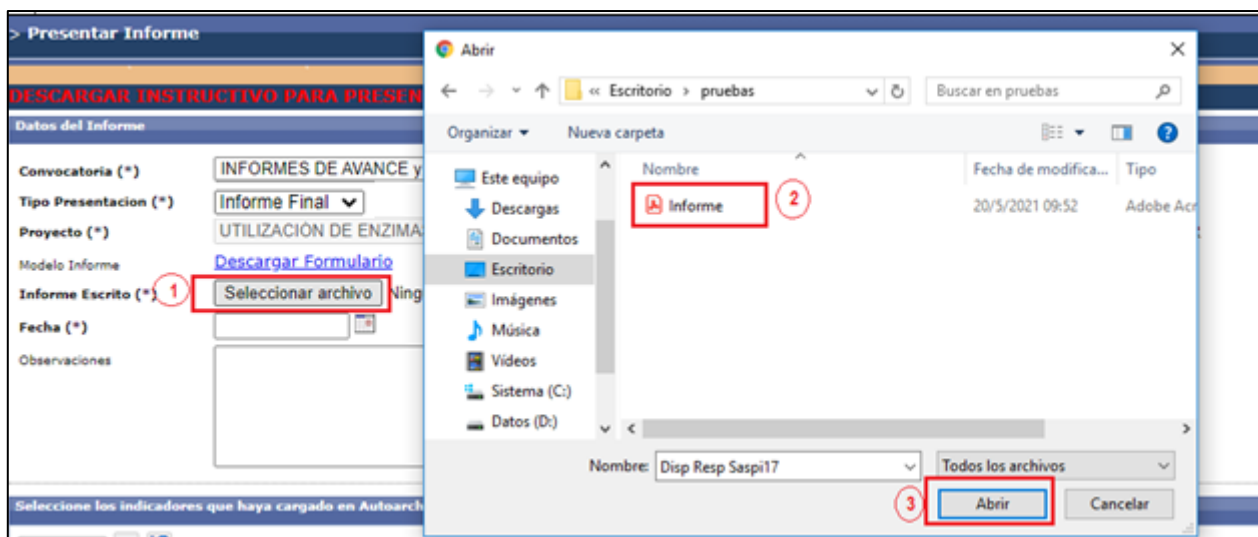 > Presentar Informe
DESCARGAR INSTRUCTIVO PARA PRESEN
Datos del Informe
Convocatoria (*) INFORMES DE AVANCE y
Tipo Presentacion (*) Informe Final
Proyecto (*) UTILIZACIÓN DE ENZIMA
Modelo Informe Descargar Formulario
Informe Escrito (*) 1 Seleccionar archivo Ning
Fecha (*)
Observaciones
Seleccione los indicadores que haya cargado en Autoarch
Abrir
« Escritorio > pruebas Buscar en pruebas
Organizar Nueva carpeta
Este equipo
Descargas
Documentos
Escritorio
Imágenes
Música
Vídeos
Sistema (C:)
Datos (D:)
Nombre Fecha de modifica... Tipo
Informe 2 20/5/2021 09:52 Adobe Acr
Nombre: Disp Resp Saspi17 Todos los archivos
3 Abrir Cancelar